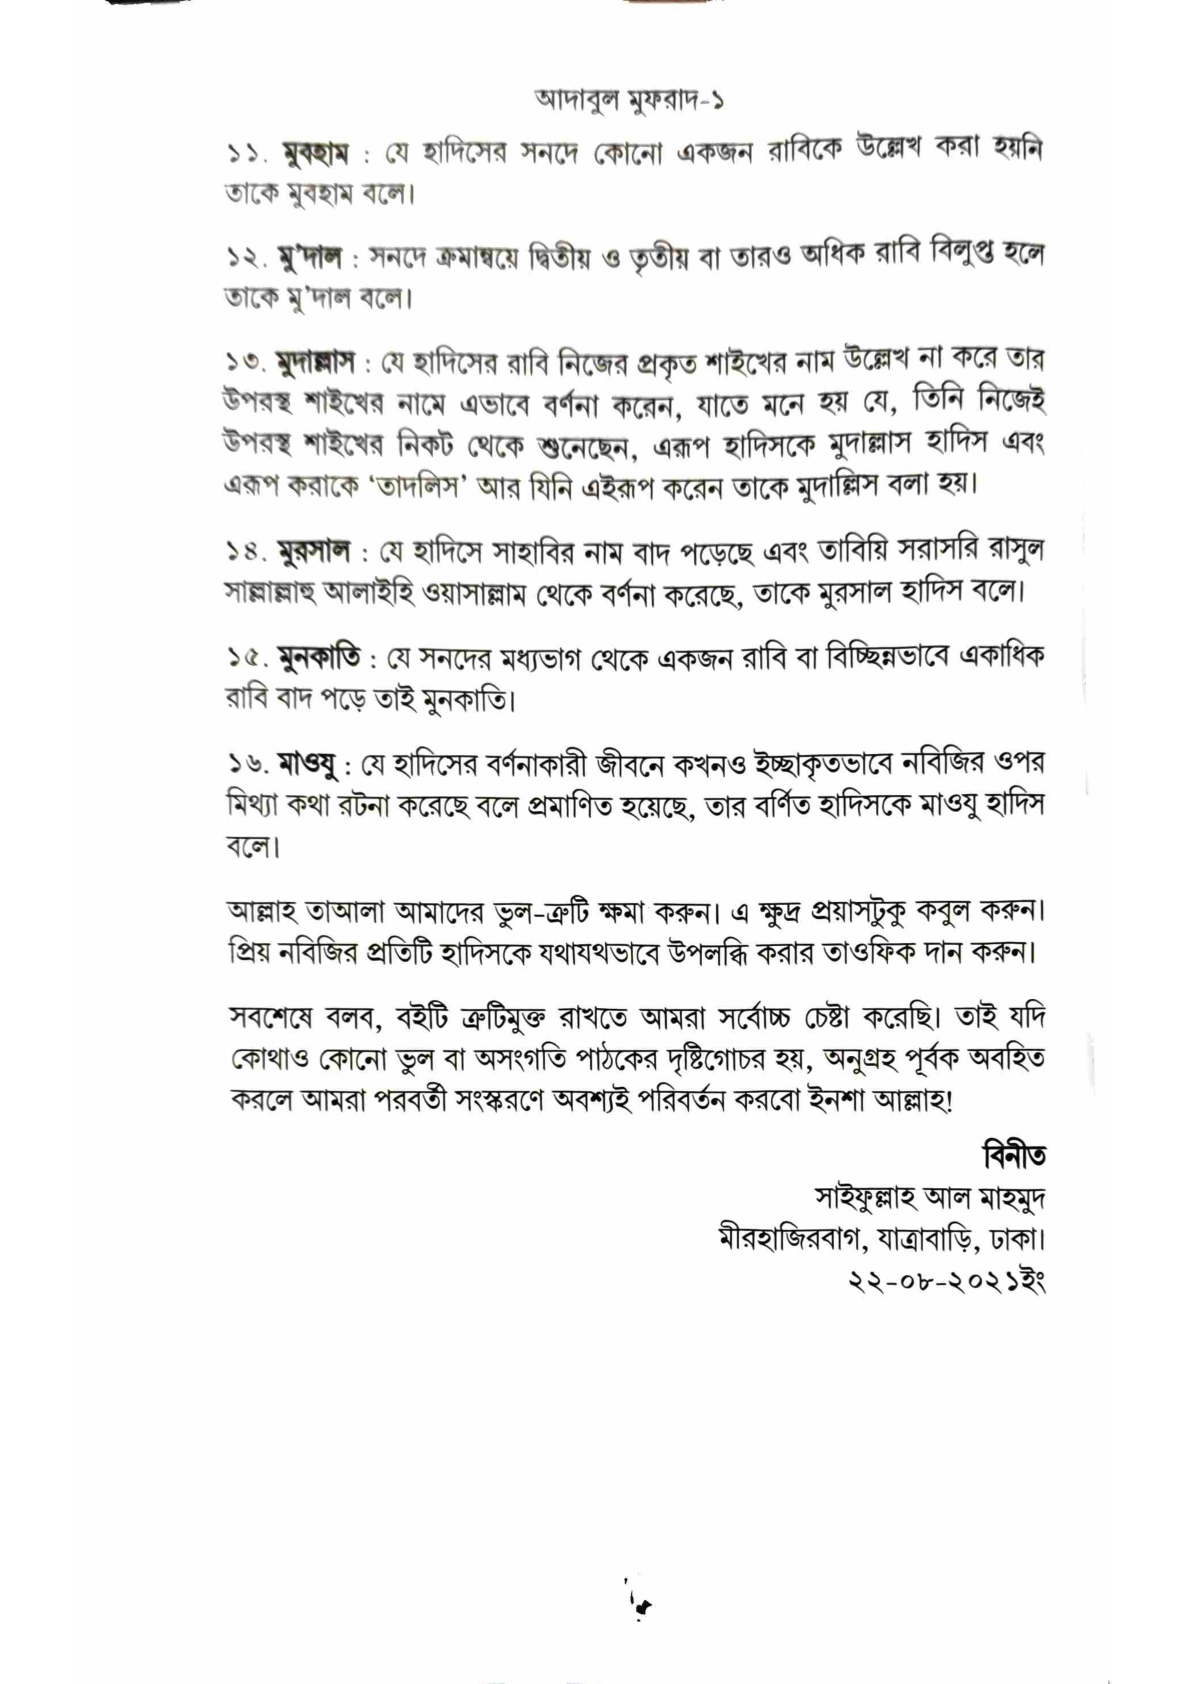 আদাবুল মুফরাদ-১
১১. মুবহাম : যে হাদিসের সনদে কোনো একজন রাবিকে উল্লেখ করা হয়নি
তাকে মুবহাম বলে।
১২. মু'দাল : সনদে ক্রমান্বয়ে দ্বিতীয় ও তৃতীয় বা তারও অধিক রাবি বিলুপ্ত হলে
তাকে মু'দাল বলে।
১৩. মুদাল্লাস : যে হাদিসের রাবি নিজের প্রকৃত শাইখের নাম উল্লেখ না করে তার
উপরস্থ শাইখের নামে এভাবে বর্ণনা করেন, যাতে মনে হয় যে, তিনি নিজেই
উপরস্থ শাইখের নিকট থেকে শুনেছেন, এরূপ হাদিসকে মুদাল্লাস হাদিস এবং
এরূপ করাকে ‘তাদলিস’ আর যিনি এইরূপ করেন তাকে মুদাল্লিস বলা হয়।
১৪. মুরসাল : যে হাদিসে সাহাবির নাম বাদ পড়েছে এবং তাবিয়ি সরাসরি রাসুল
সাল্লাল্লাহু আলাইহি ওয়াসাল্লাম থেকে বর্ণনা করেছে, তাকে মুরসাল হাদিস বলে।
১৫. মুনকাতি : যে সনদের মধ্যভাগ থেকে একজন রাবি বা বিচ্ছিন্নভাবে একাধিক
রাবি বাদ পড়ে তাই মুনকাতি।
১৬. মাওযু : যে হাদিসের বর্ণনাকারী জীবনে কখনও ইচ্ছাকৃতভাবে নবিজির ওপর
মিথ্যা কথা রটনা করেছে বলে প্রমাণিত হয়েছে, তার বর্ণিত হাদিসকে মাওযু হাদিস
বলে।
আল্লাহ তাআলা আমাদের ভুল-ত্রুটি ক্ষমা করুন। এ ক্ষুদ্র প্রয়াসটুকু কবুল করুন।
প্রিয় নবিজির প্রতিটি হাদিসকে যথাযথভাবে উপলব্ধি করার তাওফিক দান করুন।
সবশেষে বলব, বইটি ত্রুটিমুক্ত রাখতে আমরা সর্বোচ্চ চেষ্টা করেছি। তাই যদি
কোথাও কোনো ভুল বা অসংগতি পাঠকের দৃষ্টিগোচর হয়, অনুগ্রহ পূর্বক অবহিত
করলে আমরা পরবর্তী সংস্করণে অবশ্যই পরিবর্তন করবো ইনশা আল্লাহ!
বিনীত
সাইফুল্লাহ আল মাহমুদ
মীরহাজিরবাগ, যাত্রাবাড়ি, ঢাকা।
২২-০৮-২০২১ইং